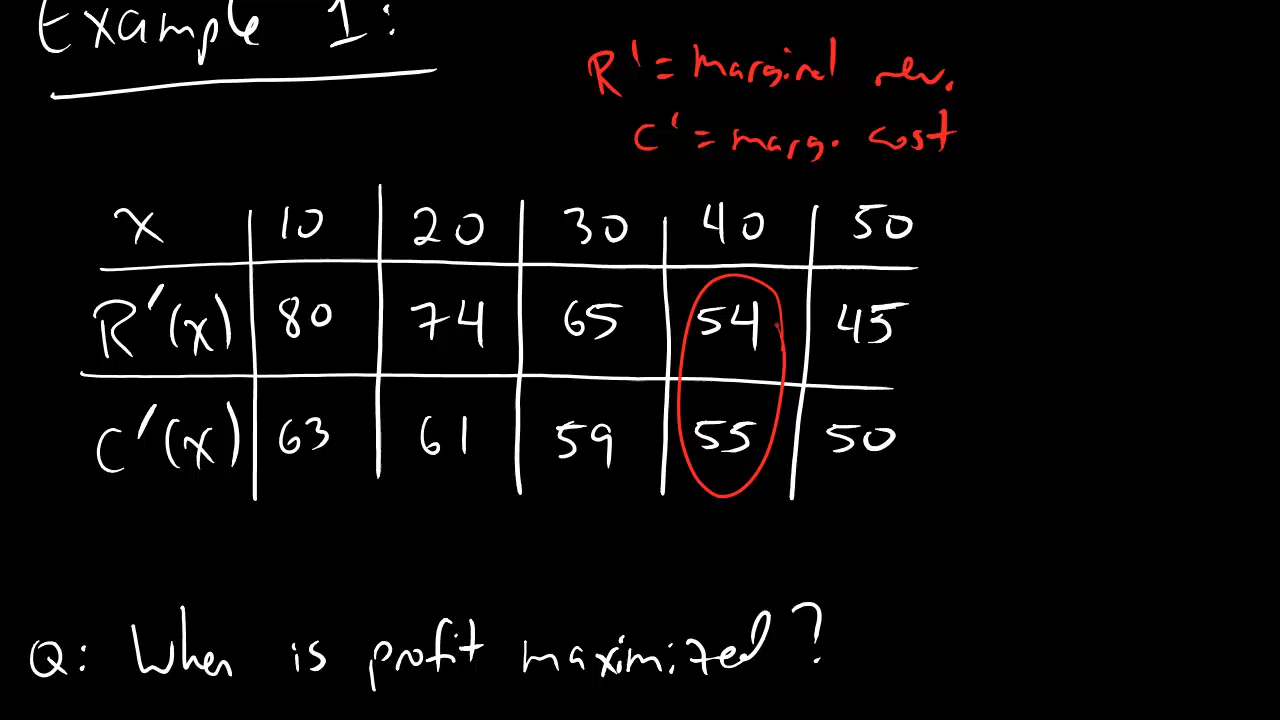 Example 1:
R' = marginal rev.
C' = marg. cost
x 10 20 30 40 50
R'(x) 80 74 65 54 45
C'(x) 63 61 59 55 50
Q: When is profit maximized?